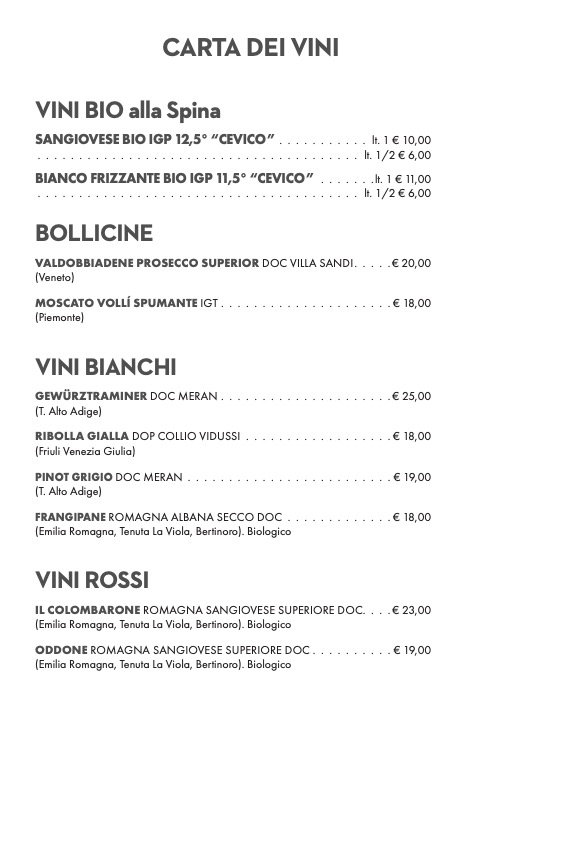 CARTA DEI VINI
VINI BIO alla Spina
SANGIOVESE BIO IGP 12,5° “CEVICO” . . . . . . . . . . . lt. 1 € 10,00
. . . . . . . . . . . . . . . . . . . . . . . . . . . . . . . . . . . . . . . lt. 1/2 € 6,00
BIANCO FRIZZANTE BIO IGP 11,5° “CEVICO” . . . . . . . lt. 1 € 11,00
. . . . . . . . . . . . . . . . . . . . . . . . . . . . . . . . . . . . . . . lt. 1/2 € 6,00
BOLLICINE
VALDOBBIADENE PROSECCO SUPERIOR DOC VILLA SANDI. . . . . € 20,00
(Veneto)
MOSCATO VOLLÍ SPUMANTE IGT . . . . . . . . . . . . . . . . . . . . . € 18,00
(Piemonte)
VINI BIANCHI
GEWÜRZTRAMINER DOC MERAN . . . . . . . . . . . . . . . . . . . . . € 25,00
(T. Alto Adige)
RIBOLLA GIALLA DOP COLLIO VIDUSSI . . . . . . . . . . . . . . . . . . € 18,00
(Friuli Venezia Giulia)
PINOT GRIGIO DOC MERAN . . . . . . . . . . . . . . . . . . . . . . . . . € 19,00
(T. Alto Adige)
FRANGIPANE ROMAGNA ALBANA SECCO DOC . . . . . . . . . . . . . € 18,00
(Emilia Romagna, Tenuta La Viola, Bertinoro). Biologico
VINI ROSSI
IL COLOMBARONE ROMAGNA SANGIOVESE SUPERIORE DOC. . . . € 23,00
(Emilia Romagna, Tenuta La Viola, Bertinoro). Biologico
ODDONE ROMAGNA SANGIOVESE SUPERIORE DOC . . . . . . . . . . € 19,00
(Emilia Romagna, Tenuta La Viola, Bertinoro). Biologico